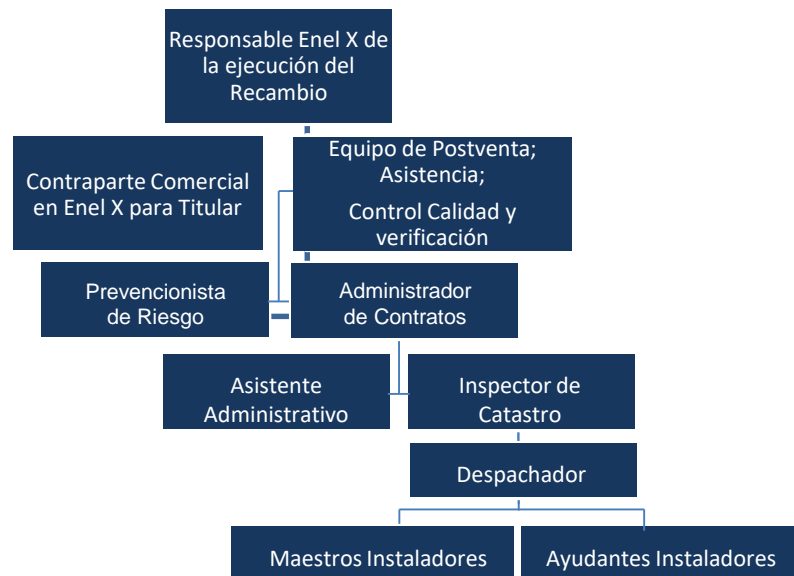 Responsable Enel X de
la ejecución del
Recambio
Contraparte Comercial
en Enel X para Titular
Equipo de Postventa;
Asistencia;
Control Calidad y
verificación
Prevencionista
de Riesgo
Administrador
de Contratos
Asistente
Administrativo
Inspector de
Catastro
Despachador
Maestros Instaladores
Ayudantes Instaladores